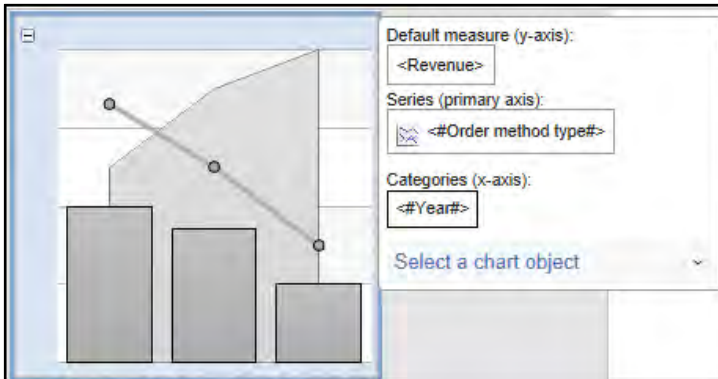 Default measure (y-axis):
<Revenue>
Series (primary axis):
<#Order method type#>
Categories (x-axis):
<#Year#>
Select a chart object